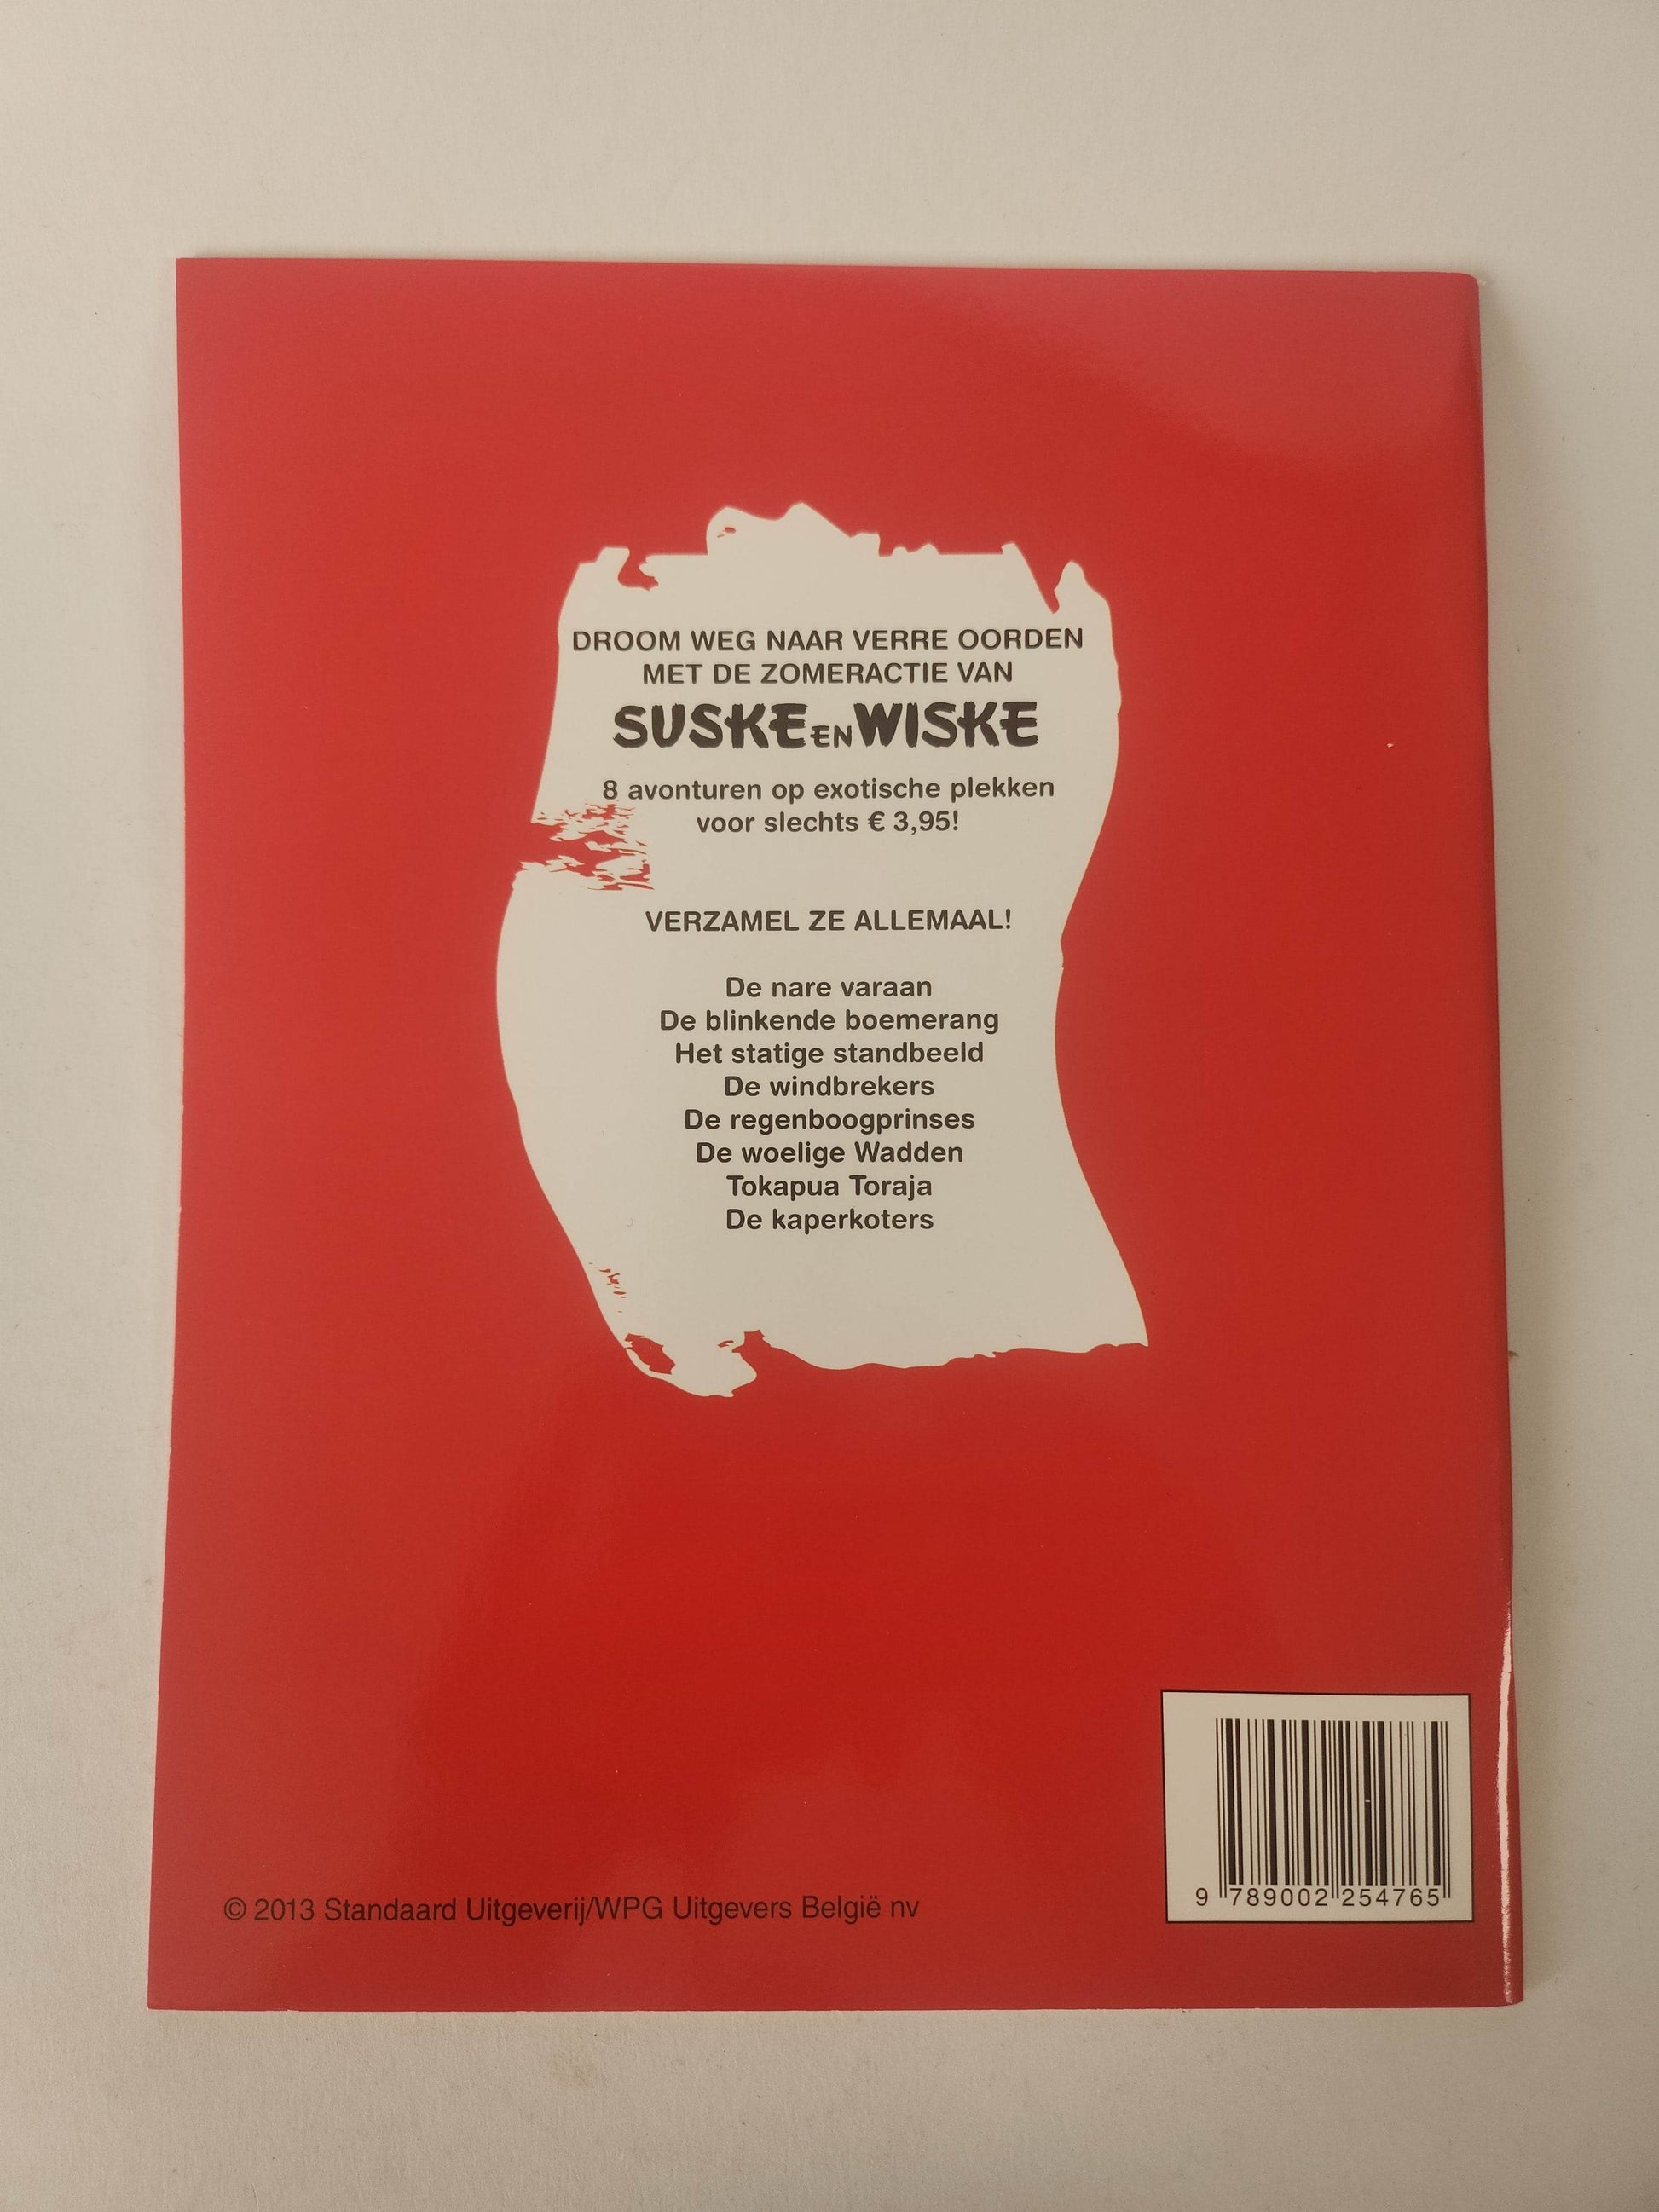 DROOM WEG NAAR VERRE OORDEN
MET DE ZOMERACTIE VAN
SUSKE EN WISKE
8 avonturen op exotische plekken
voor slechts € 3,95!
VERZAMEL ZE ALLEMAAL!
De nare varaan
De blinkende boemerang
Het statige standbeeld
De windbrekers
De regenboogprinses
De woelige Wadden
Tokapua Toraja
De kaperkoters
© 2013 Standaard Uitgeverij/WPG Uitgevers België nv
9 789002 254765